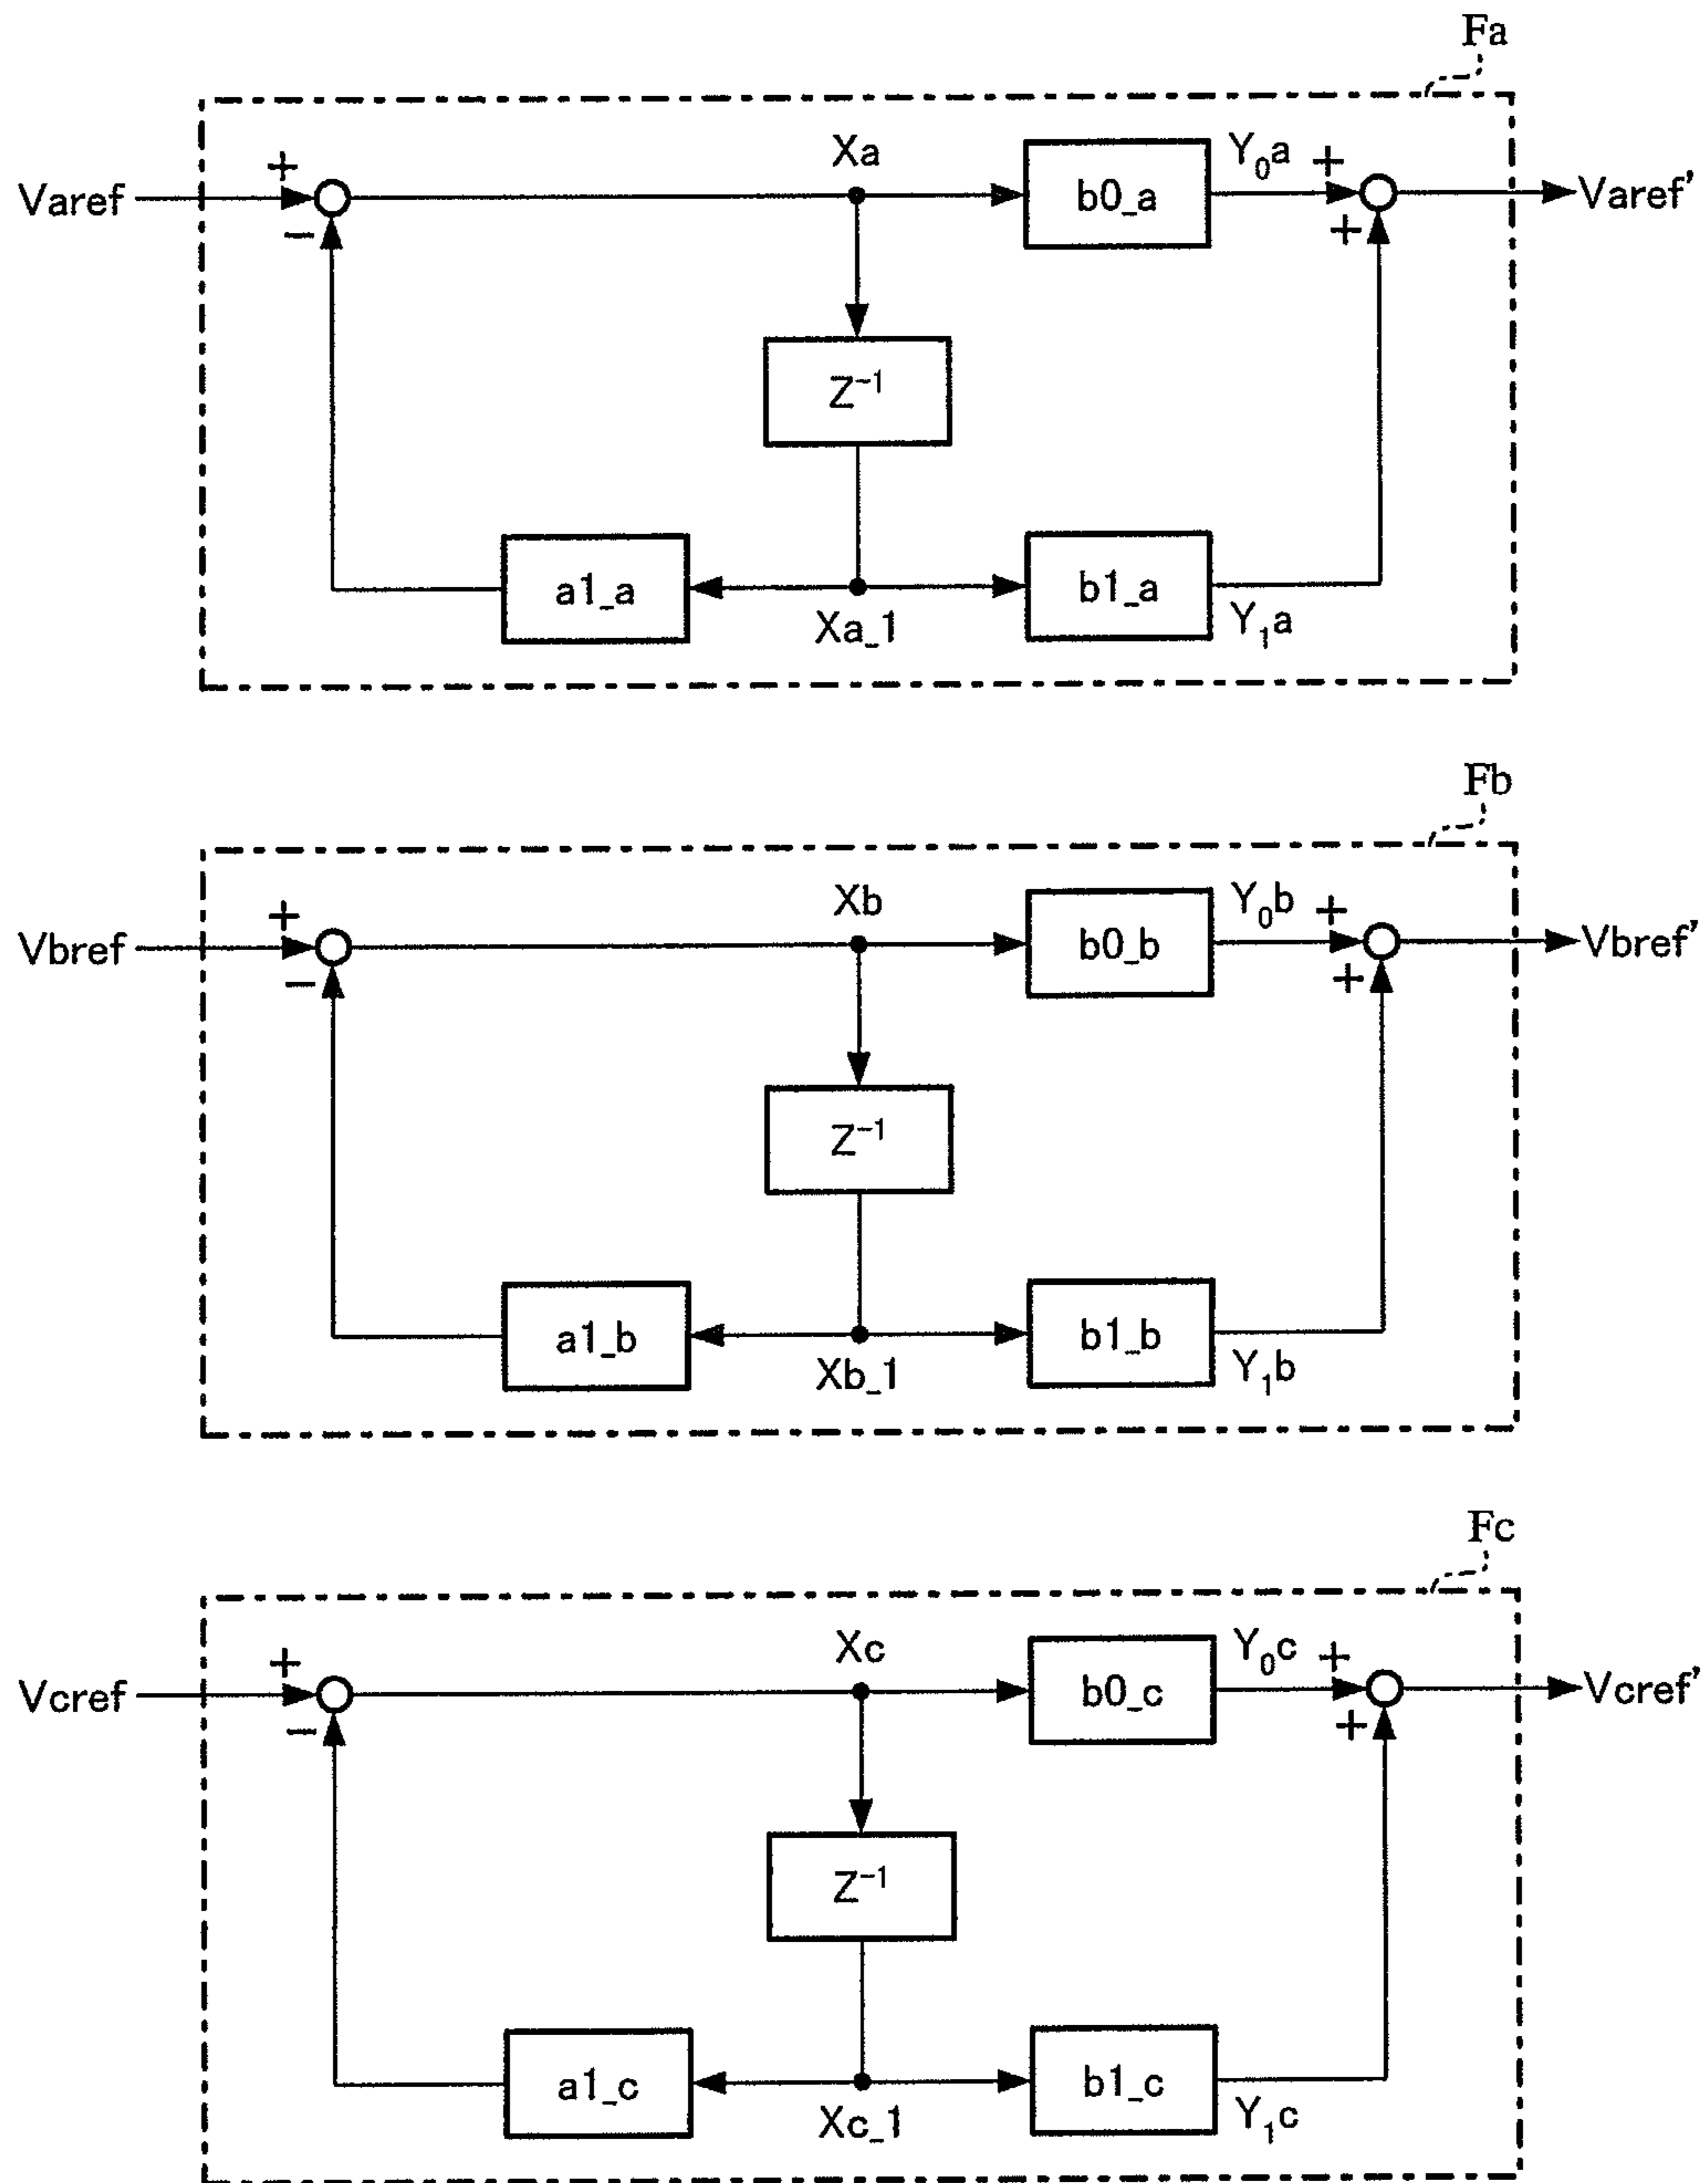 Fa
Xa
Y₀a
+
+
Varef
b0_a
Varef'
−
+
Z⁻¹
a1_a
b1_a
Xa_1
Y₁a
Fb
Xb
Y₀b
+
+
Vbref
b0_b
Vbref'
−
+
Z⁻¹
a1_b
b1_b
Xb_1
Y₁b
Fc
Xc
Y₀c
+
+
Vcref
b0_c
Vcref'
−
+
Z⁻¹
a1_c
b1_c
Xc_1
Y₁c